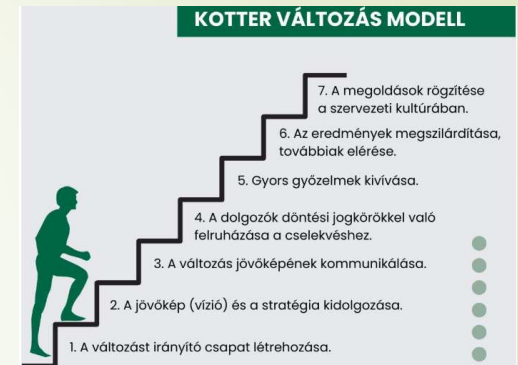 KOTTER VÁLTOZÁS MODELL
7. A megoldások rögzítése
a szervezeti kultúrában.
6. Az eredmények megszilárdítása,
továbbiak elérése.
5. Gyors győzelmek kivívása.
4. A dolgozók döntési jogkörökkel való
felruházása a cselekvéshez.
3. A változás jövőképének kommunikálása.
2. A jövőkép (vízió) és a stratégia kidolgozása.
1. A változást irányító csapat létrehozása.